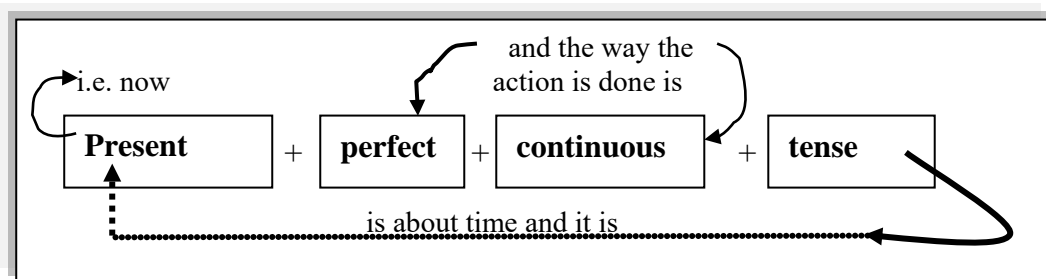 and the way the
action is done is
i.e. now
Present + perfect + continuous + tense
is about time and it is